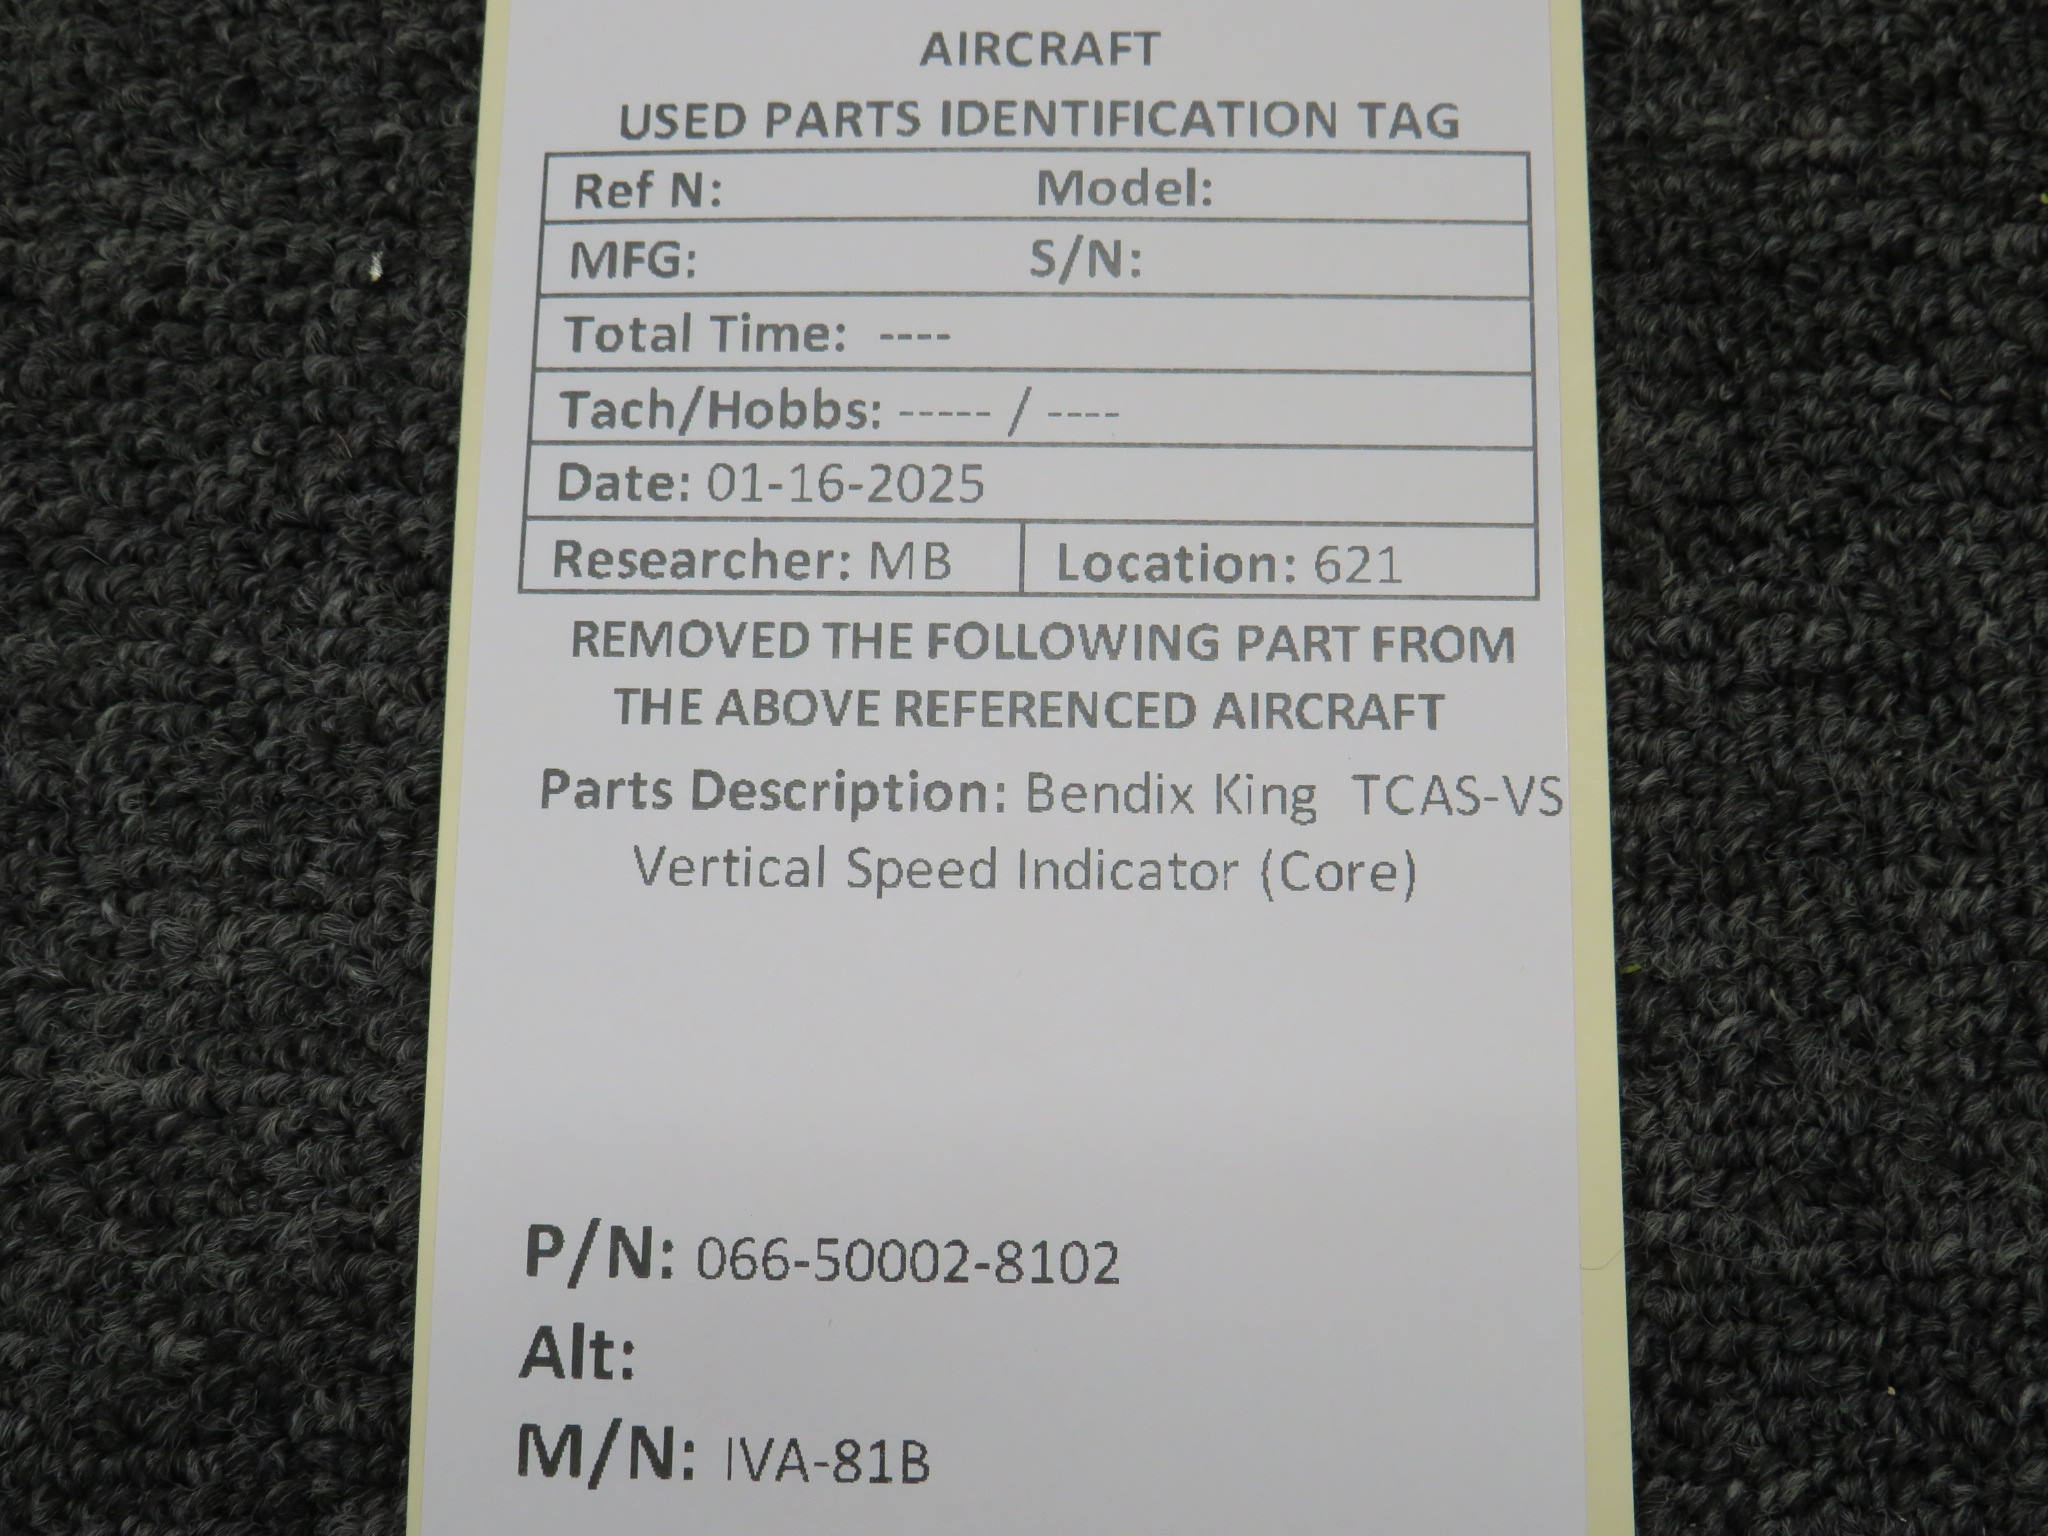 AIRCRAFT
USED PARTS IDENTIFICATION TAG
Ref N: Model:
MFG: S/N:
Total Time: ----
Tach/Hobbs: ----- / ----
Date: 01-16-2025
Researcher: MB Location: 621
REMOVED THE FOLLOWING PART FROM
THE ABOVE REFERENCED AIRCRAFT
Parts Description: Bendix King TCAS-VS
Vertical Speed Indicator (Core)
P/N: 066-50002-8102
Alt:
M/N: IVA-81B